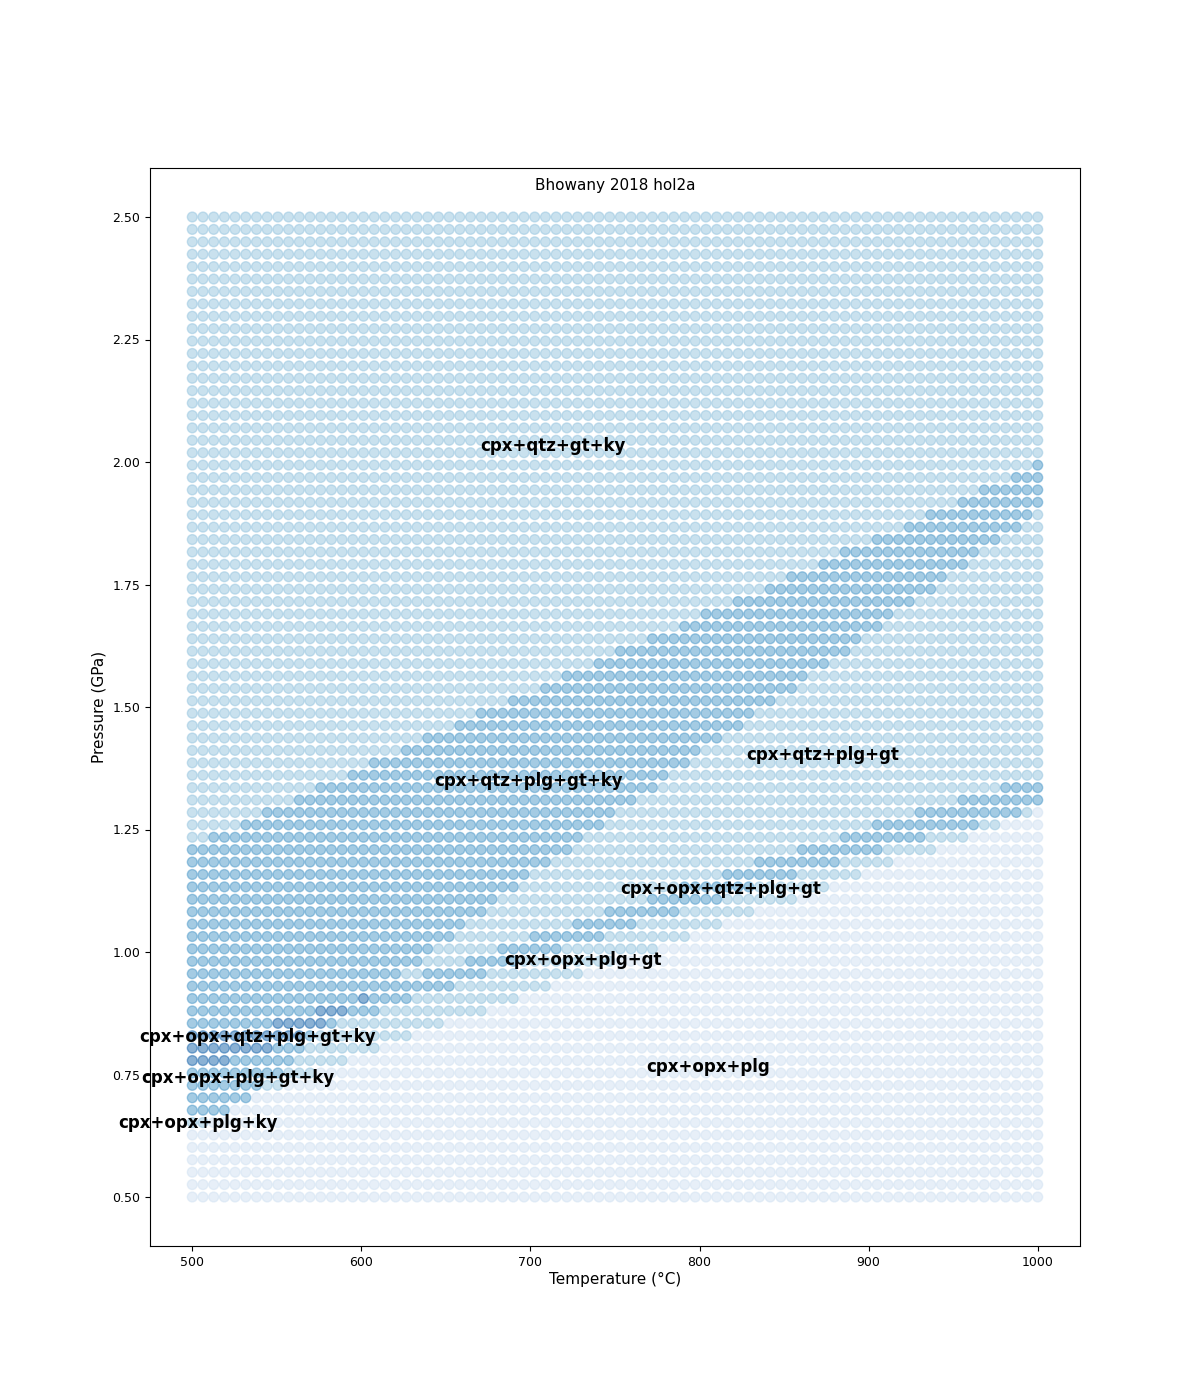 Bhowany 2018 hol2a
2.50
2.25
cpx+qtz+gt+ky
2.00
1.75
Pressure (GPa)
1.50
cpx+qtz+plg+gt
cpx+qtz+plg+gt+ky
1.25
cpx+opx+qtz+plg+gt
1.00
cpx+opx+plg+gt
cpx+opx+qtz+plg+gt+ky
0.75
cpx+opx+plg
cpx+opx+plg+gt+ky
cpx+opx+plg+ky
0.50
500 600 700 800 900 1000
Temperature (°C)